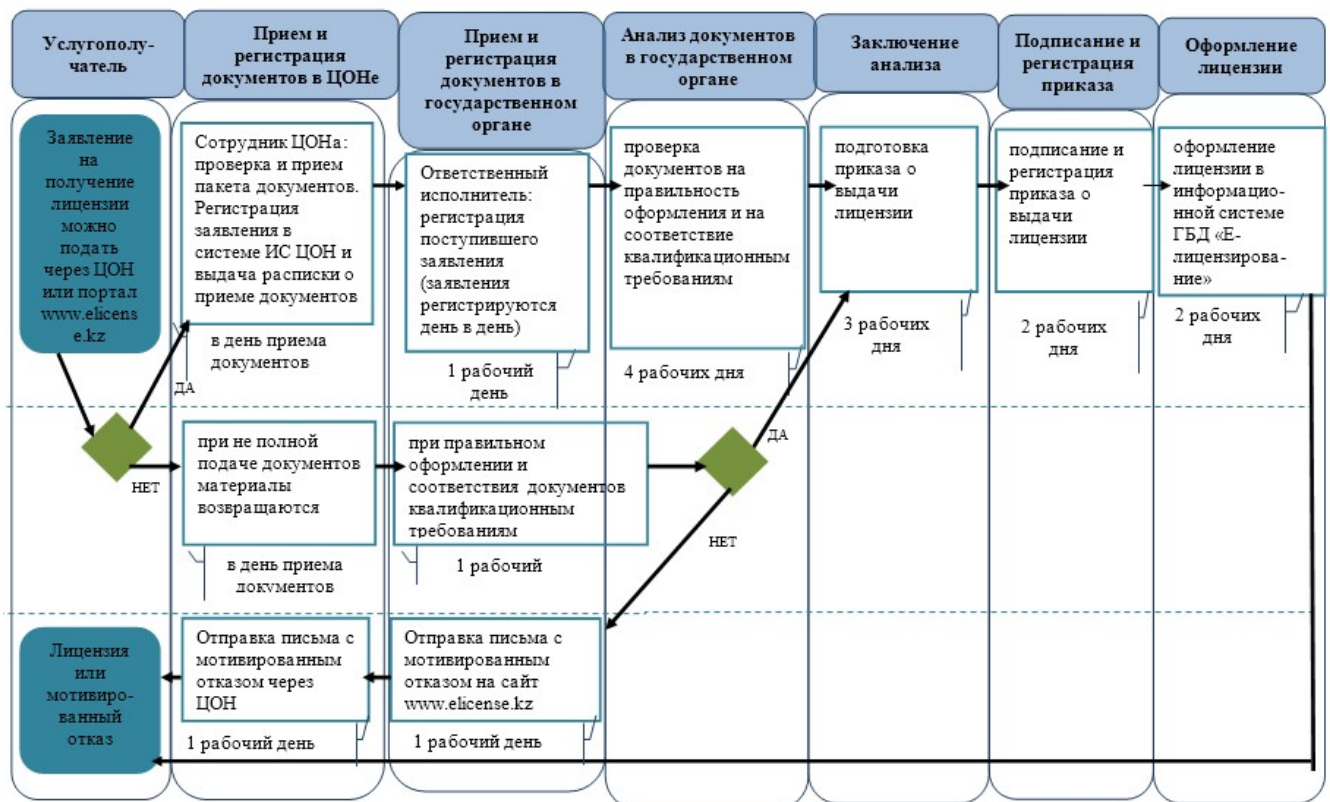 Услугополу-
чатель
Прием и
регистрация
документов в ЦОНе
Прием и
регистрация
документов в
государственном
органе
Анализ документов
в государственном
органе
Заключение
анализа
Подписание и
регистрация
приказа
Оформление
лицензии
Заявление
на
получение
лицензии
можно
подать
через ЦОН
или портал
www.elicens
e.kz
Сотрудник ЦОНа:
проверка и прием
пакета документов.
Регистрация
заявления в
системе ИС ЦОН и
выдача расписки о
приеме документов
Ответственный
исполнитель:
регистрация
поступившего
заявления
(заявления
регистрируются
день в день)
проверка
документов на
правильность
оформления и на
соответствие
квалификационным
требованиям
подготовка
приказа о
выдачи
лицензии
подписание и
регистрация
приказа о
выдачи
лицензии
оформление
лицензии в
информацио-
нной системе
ГБД «Е-
лицензирова-
ние»
в день приема
документов
1 рабочий
день
4 рабочих дня
3 рабочих
дня
2 рабочих
дня
2 рабочих
дня
ДА
НЕТ
при не полной
подаче документов
материалы
возвращаются
при правильном
оформлении и
соответствия документов
квалификационным
требованиям
ДА
НЕТ
в день приема
документов
1 рабочий
Лицензия
или
мотивиро-
ванный
отказ
Отправка письма с
мотивированным
отказом через
ЦОН
Отправка письма с
мотивированным
отказом на сайт
www.elicense.kz
1 рабочий день
1 рабочий день